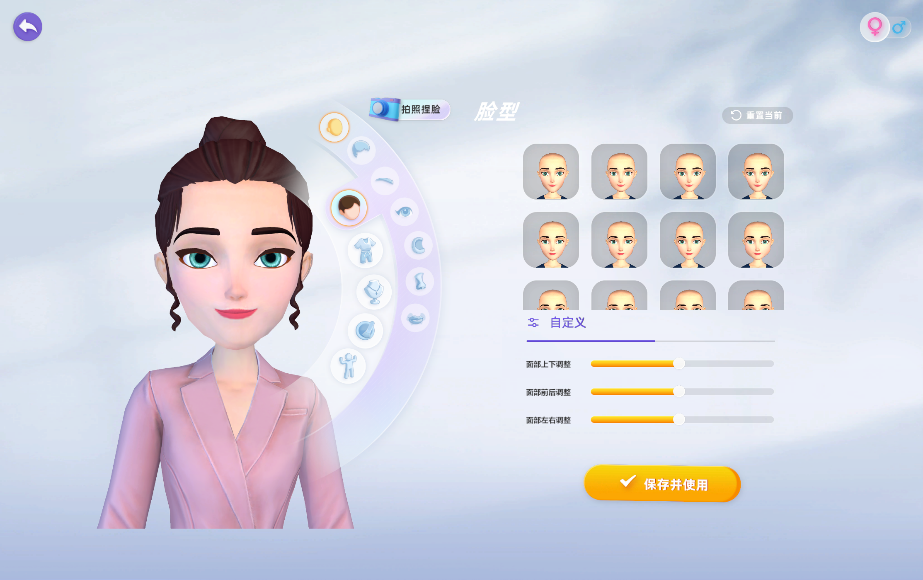 拍照捏脸
脸型
重置当前
自定义
面部上下调整
面部前后调整
面部左右调整
保存并使用